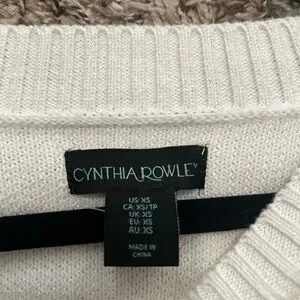 CYNTHIA ROWLEY
US: XS
CA: XS/TP
UK: XS
EU: XS
AU: XS
MADE IN
CHINA